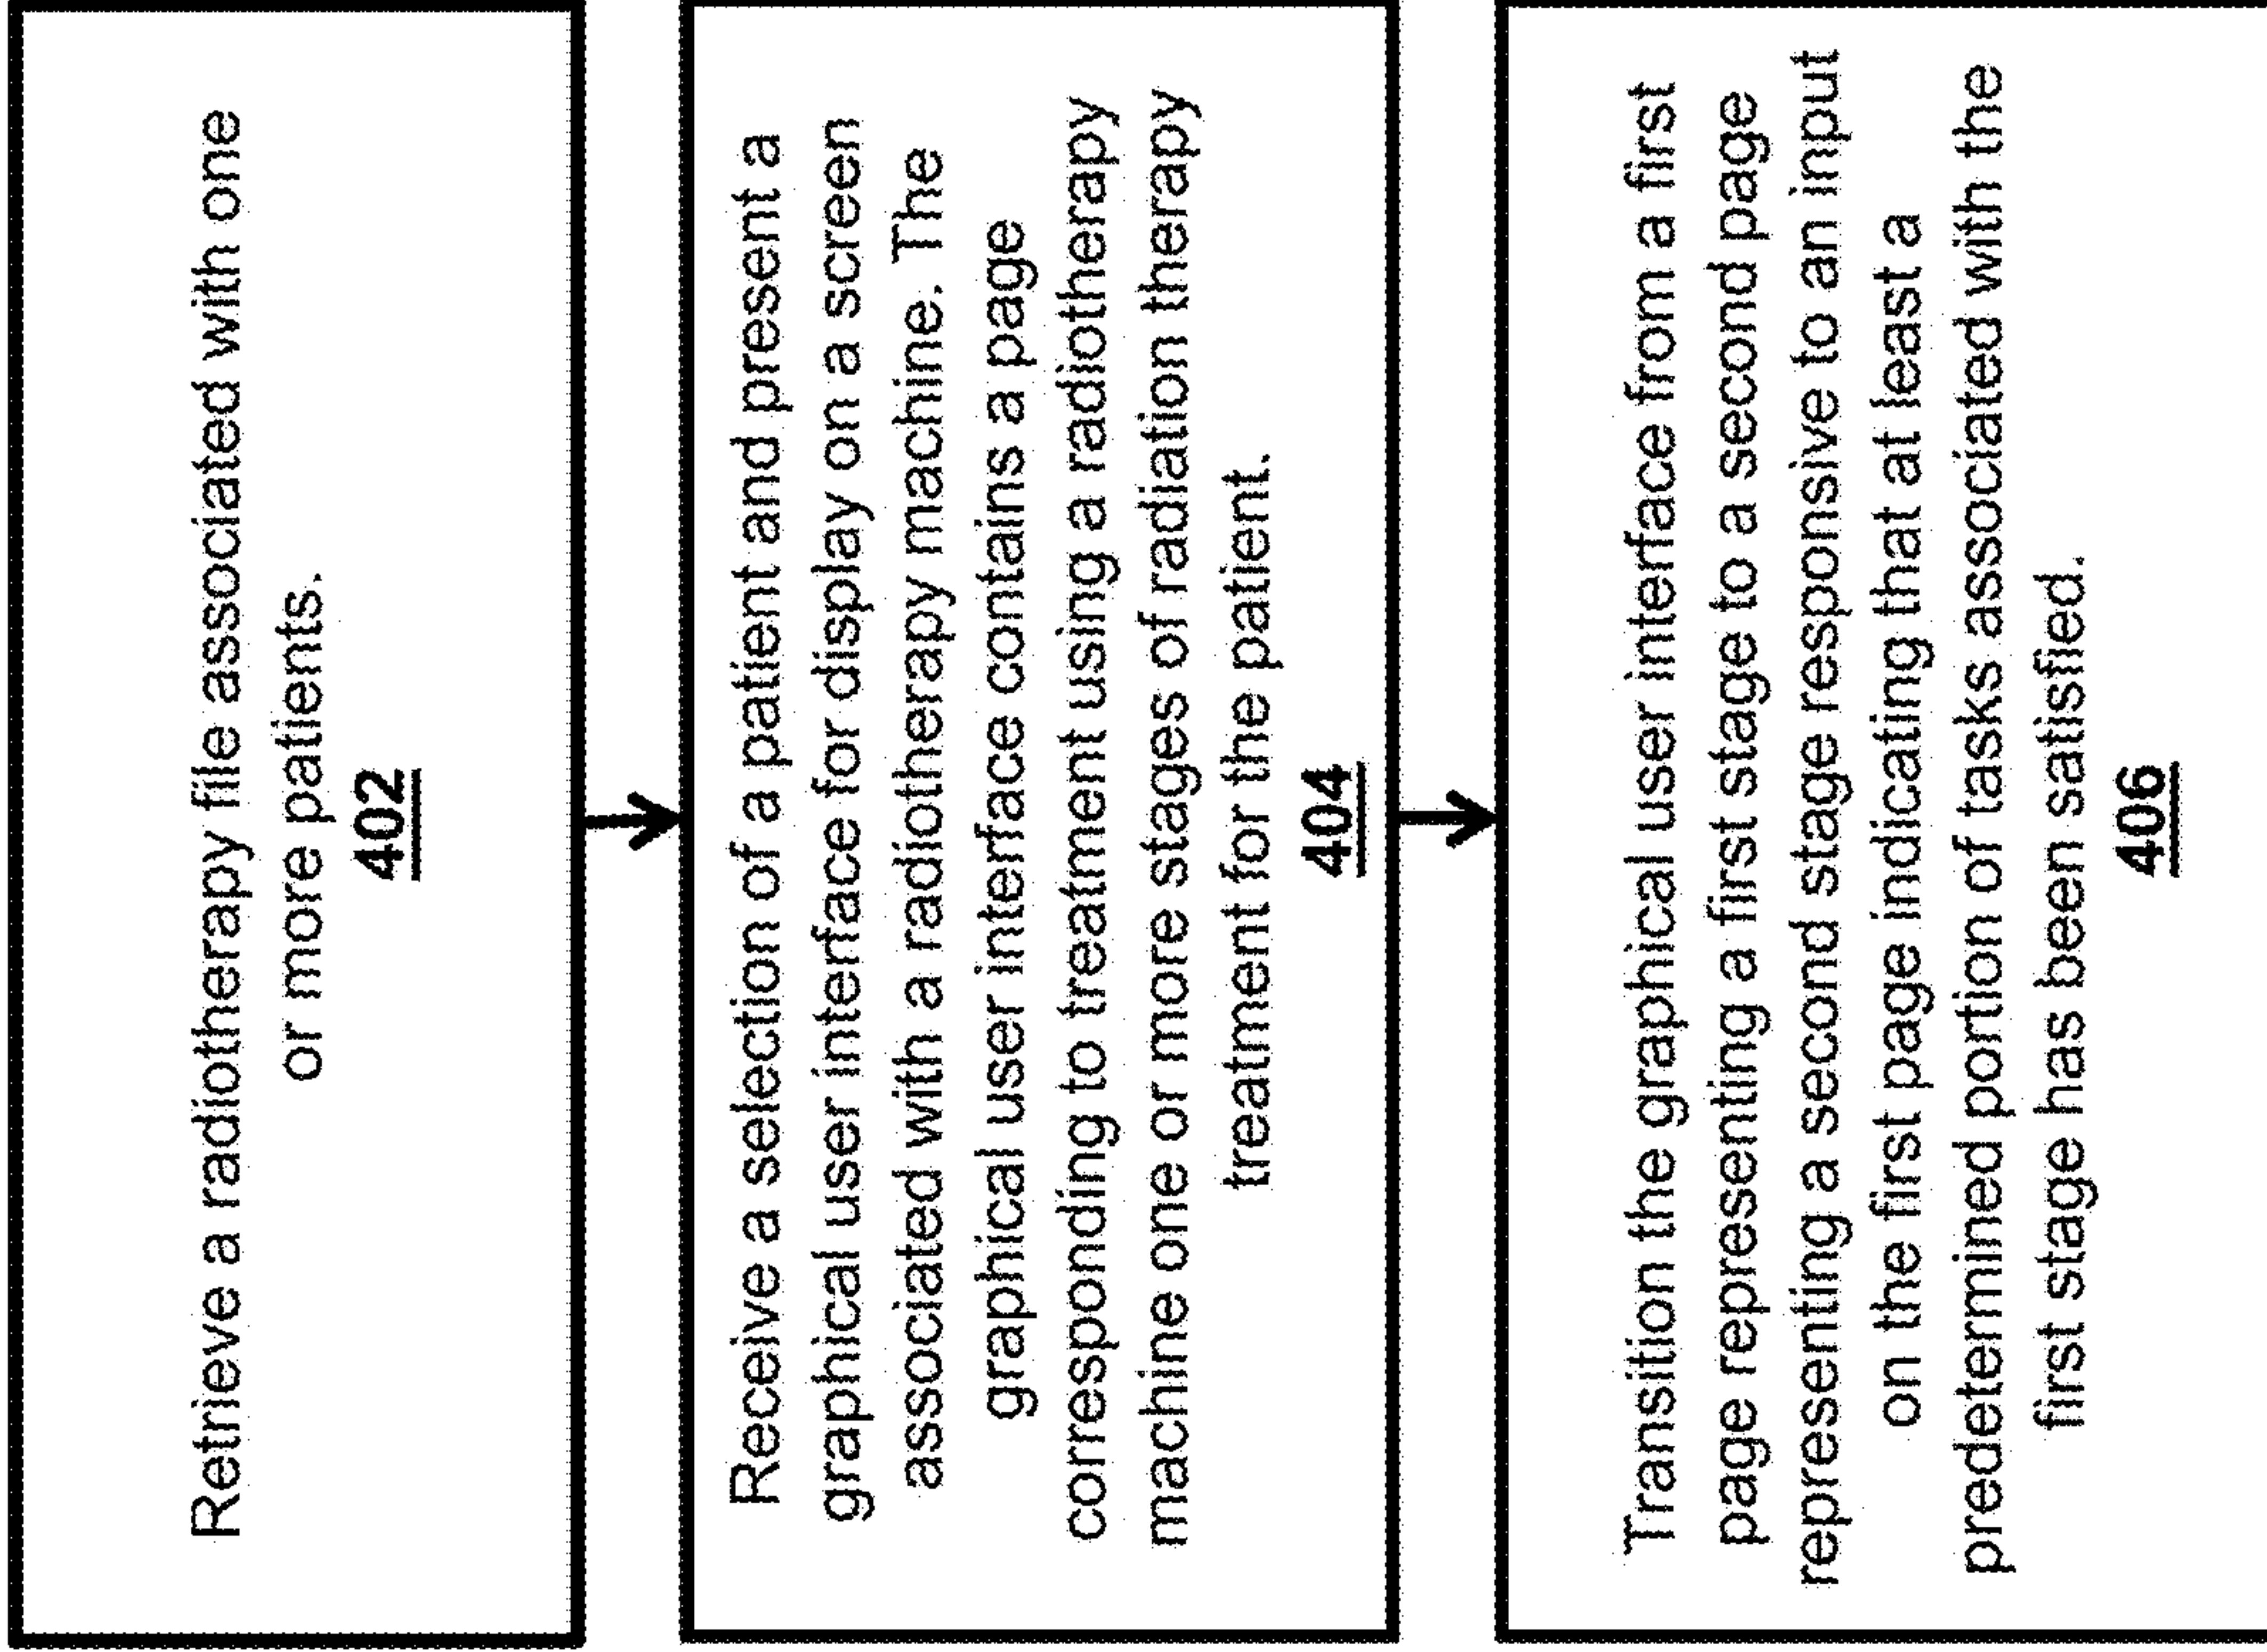 Retrieve a radiotherapy file associated with one
or more patients.
402
Receive a selection of a patient and present a
graphical user interface for display on a screen
associated with a radiotherapy machine. The
graphical user interface contains a page
corresponding to treatment using a radiotherapy
machine one or more stages of radiation therapy
treatment for the patient.
404
Transition the graphical user interface from a first
page representing a first stage to a second page
representing a second stage responsive to an input
on the first page indicating that at least a
predetermined portion of tasks associated with the
first stage has been satisfied.
406